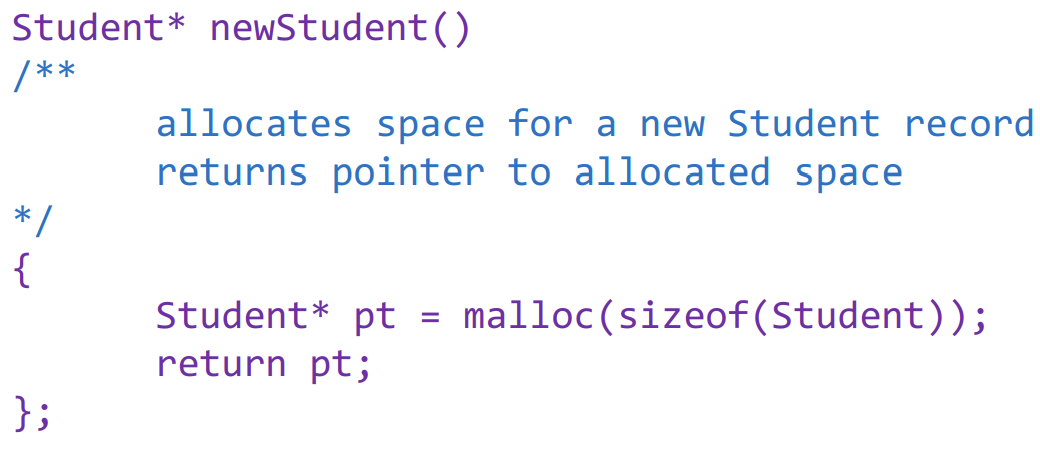 Student* newStudent()
/**
allocates space for a new Student record
returns pointer to allocated space
*/
{
Student* pt = malloc(sizeof(Student));
return pt;
};